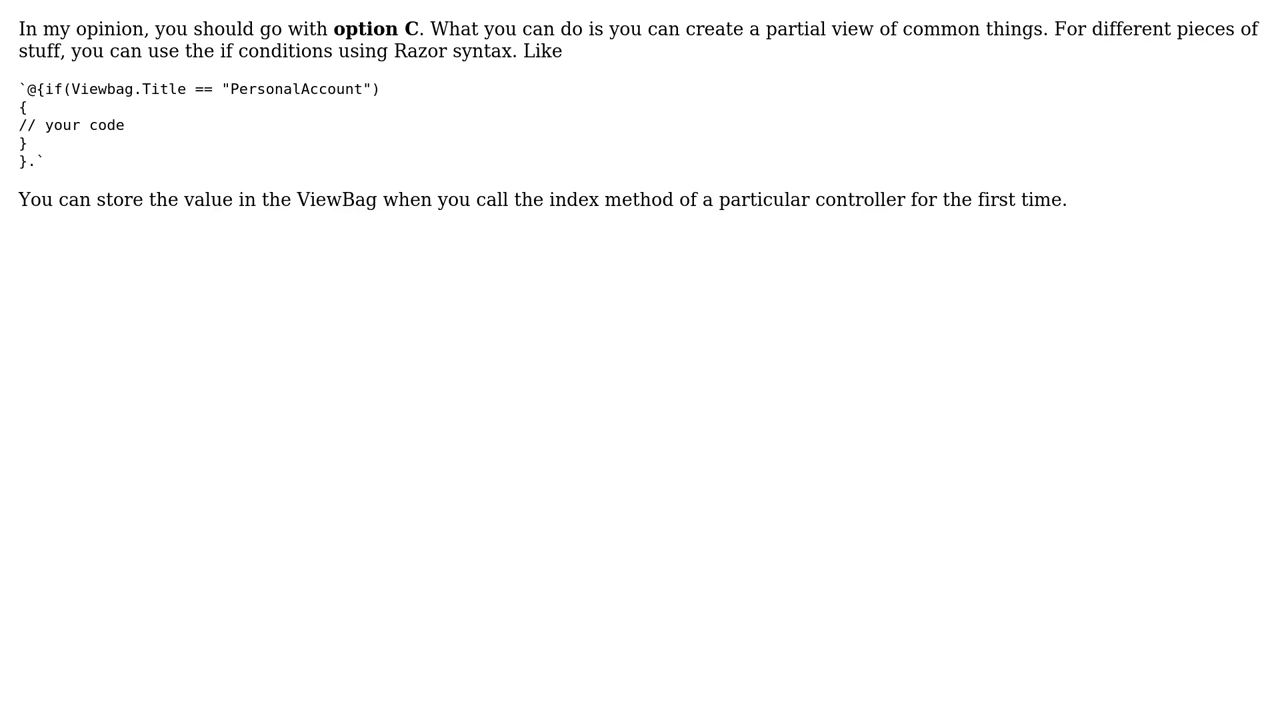 In my opinion, you should go with option C. What you can do is you can create a partial view of common things. For different pieces of
stuff, you can use the if conditions using Razor syntax. Like
`@{if(Viewbag.Title == "PersonalAccount")
{
// your code
}
}.`
You can store the value in the ViewBag when you call the index method of a particular controller for the first time.